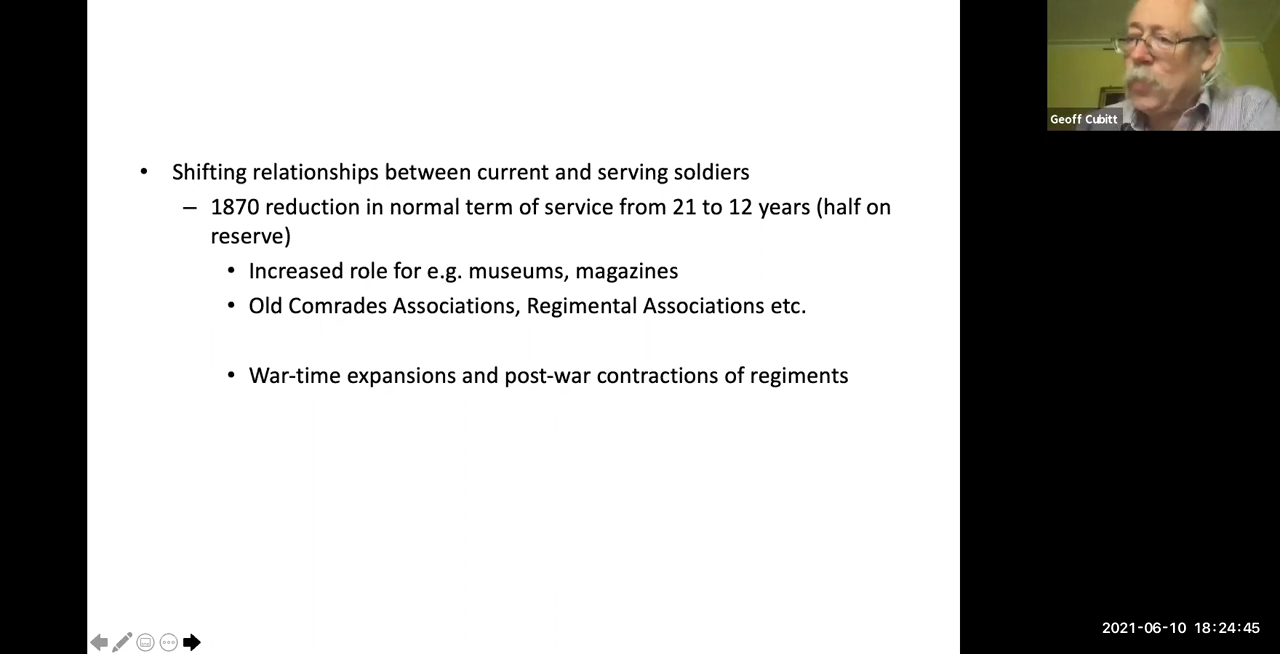 Geoff Cubitt
• Shifting relationships between current and serving soldiers
– 1870 reduction in normal term of service from 21 to 12 years (half on
reserve)
• Increased role for e.g. museums, magazines
• Old Comrades Associations, Regimental Associations etc.
• War-time expansions and post-war contractions of regiments
2021-06-10 18:24:45